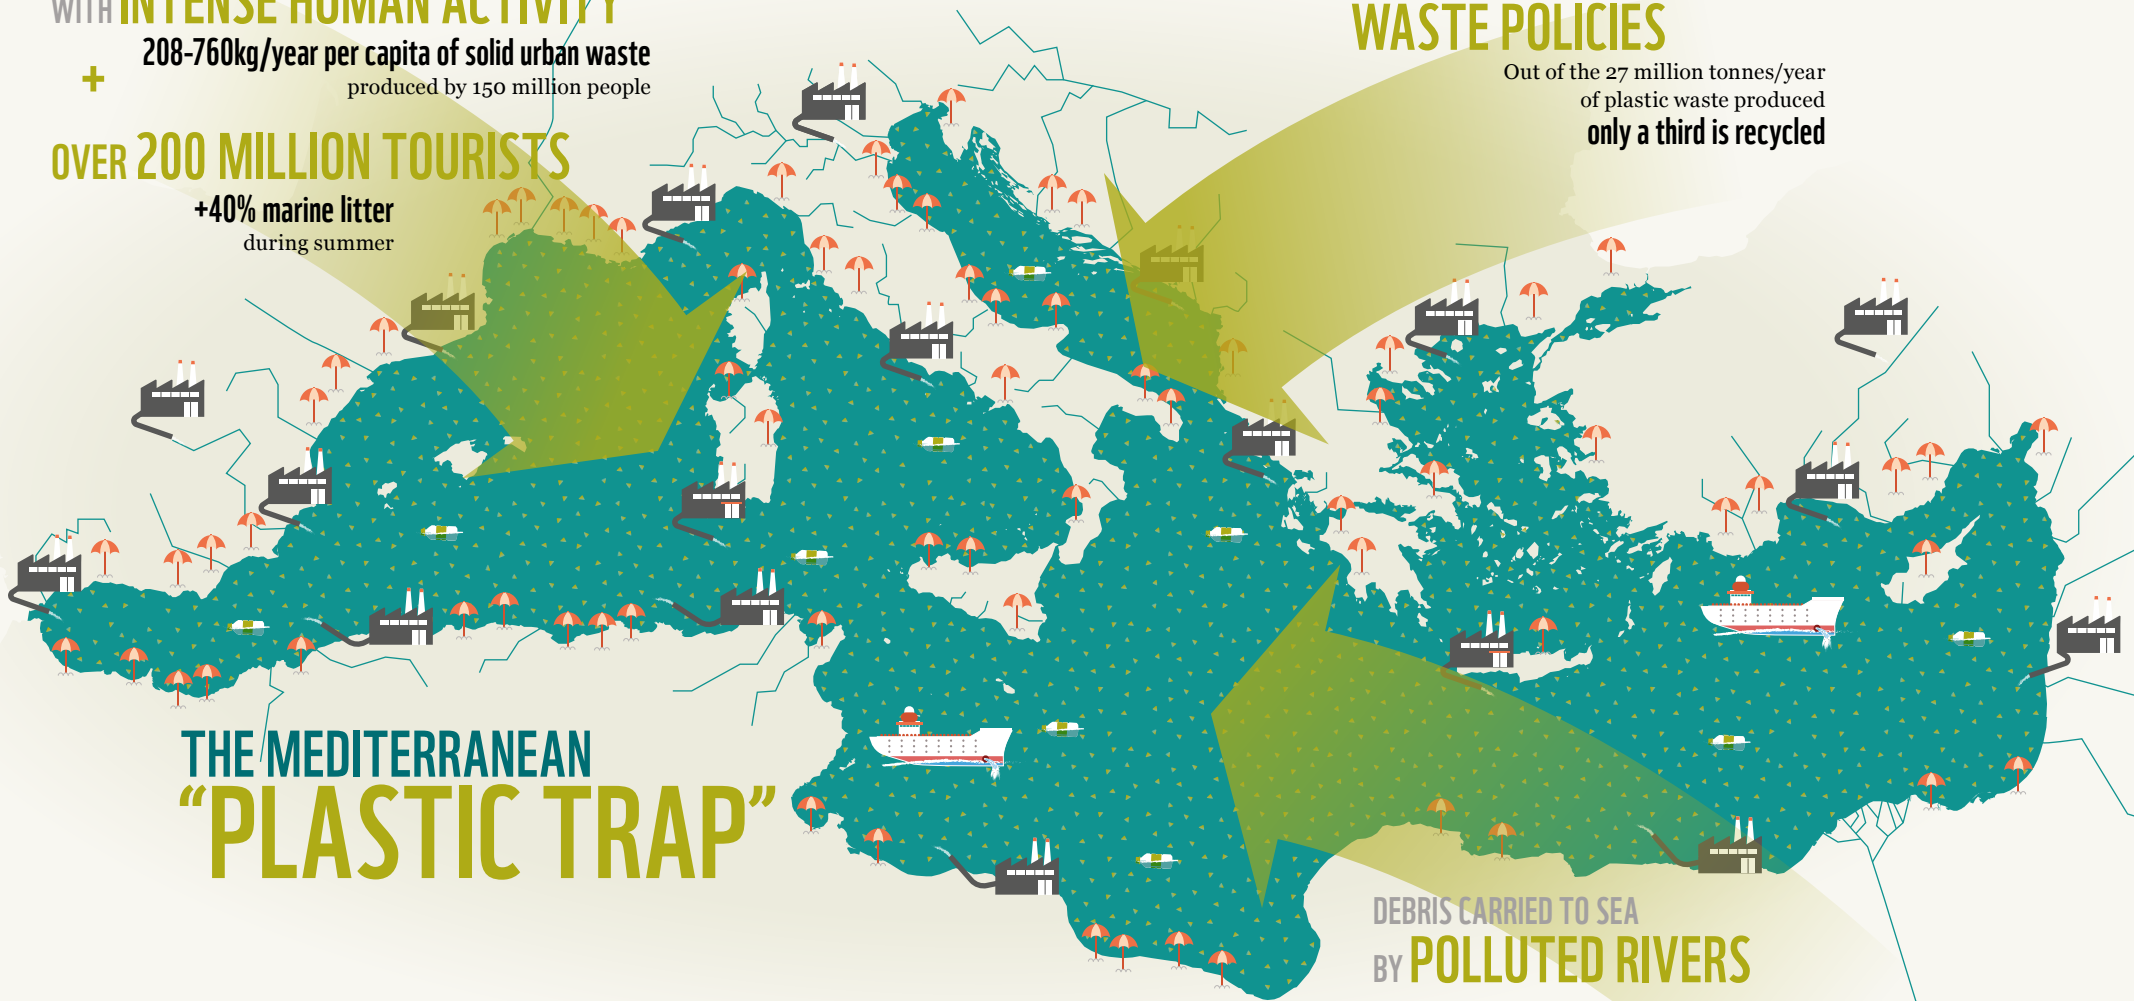 WITH INTENSE HUMAN ACTIVITY
208-760kg/year per capita of solid urban waste
produced by 150 million people
+
OVER 200 MILLION TOURISTS
+40% marine litter
during summer
WASTE POLICIES
Out of the 27 million tonnes/year
of plastic waste produced
only a third is recycled
THE MEDITERRANEAN
“PLASTIC TRAP”
DEBRIS CARRIED TO SEA
BY POLLUTED RIVERS